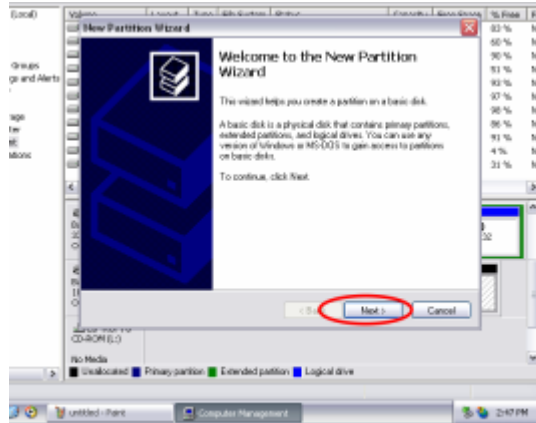 (Local)
Volume Layout Type File System Status Capacity Free Space % Free
New Partition Wizard
83 %
60 %
90 %
Groups
51 %
gs and Alerts
93 %
97 %
98 %
86 %
91 %
4 %
31 %
Welcome to the New Partition
Wizard
This wizard helps you create a partition on a basic disk.
A basic disk is a physical disk that contains primary partitions,
extended partitions, and logical drives. You can use any
version of Windows or MS-DOS to gain access to partitions
on basic disks.
To continue, click Next.
Next >
Cancel
CD-ROM (L:)
No Media
Unallocated Primary partition Extended partition Logical drive
untitled - Paint
Computer Management
2:47 PM